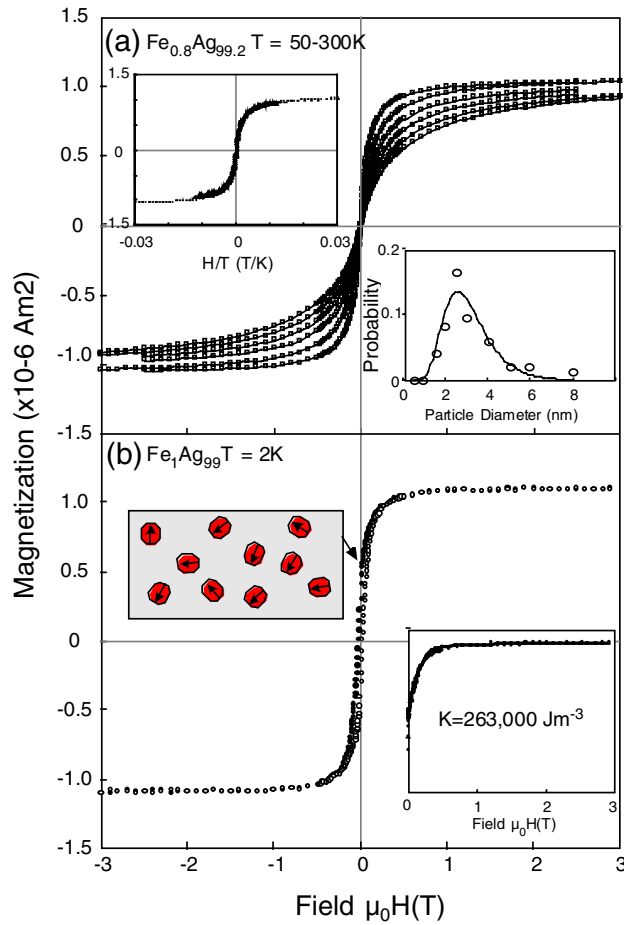 1.5
(a) Fe0.8Ag99.2 T = 50-300K
1.5
0
-1.5
-0.03 0 0.03
H/T (T/K)
1.0
0.5
0
-0.5
-1.0
-1.5
0.2
0.1
0
0 2 4 6 8
Probability
Particle Diameter (nm)
Magnetization (x10-6 Am2)
(b) Fe1Ag99T = 2K
1.0
0.5
0
-0.5
-1.0
-1.5
K=263,000 Jm-3
0 1 2 3
Field µ0H(T)
-3 -2 -1 0 1 2 3
Field µ0H(T)